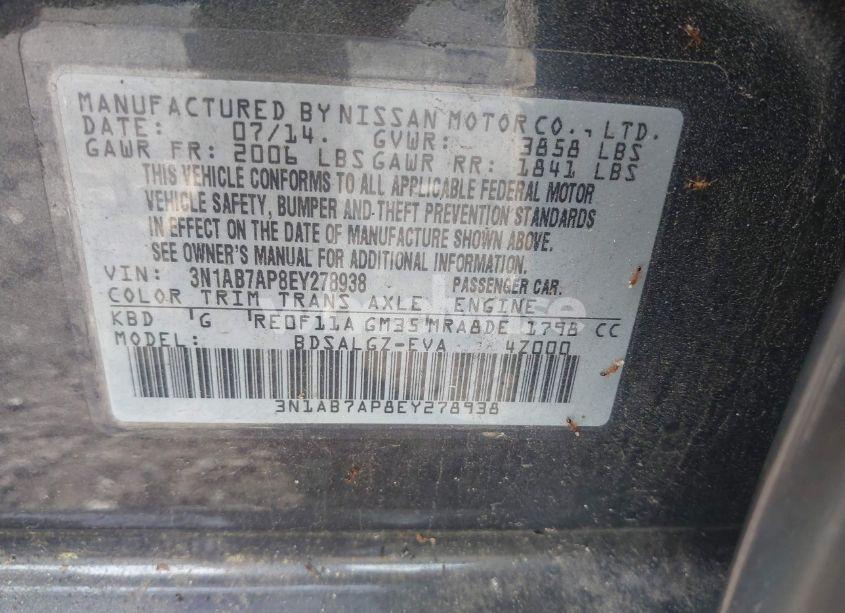 MANUFACTURED BY NISSAN MOTOR CO., LTD.
DATE: 07/14. GVWR: 3858 LBS
GAWR FR: 2006 LBS GAWR RR: 1841 LBS
THIS VEHICLE CONFORMS TO ALL APPLICABLE FEDERAL MOTOR
VEHICLE SAFETY, BUMPER AND THEFT PREVENTION STANDARDS
IN EFFECT ON THE DATE OF MANUFACTURE SHOWN ABOVE.
SEE OWNER'S MANUAL FOR ADDITIONAL INFORMATION.
VIN: 3N1AB7AP8EY278938 PASSENGER CAR.
COLOR TRIM TRANS AXLE ENGINE
KBD G RE0F11A GM35 MRA8DE 1798 CC
MODEL: BDSALGZ-EVA 4Z000
3N1AB7AP8EY278938